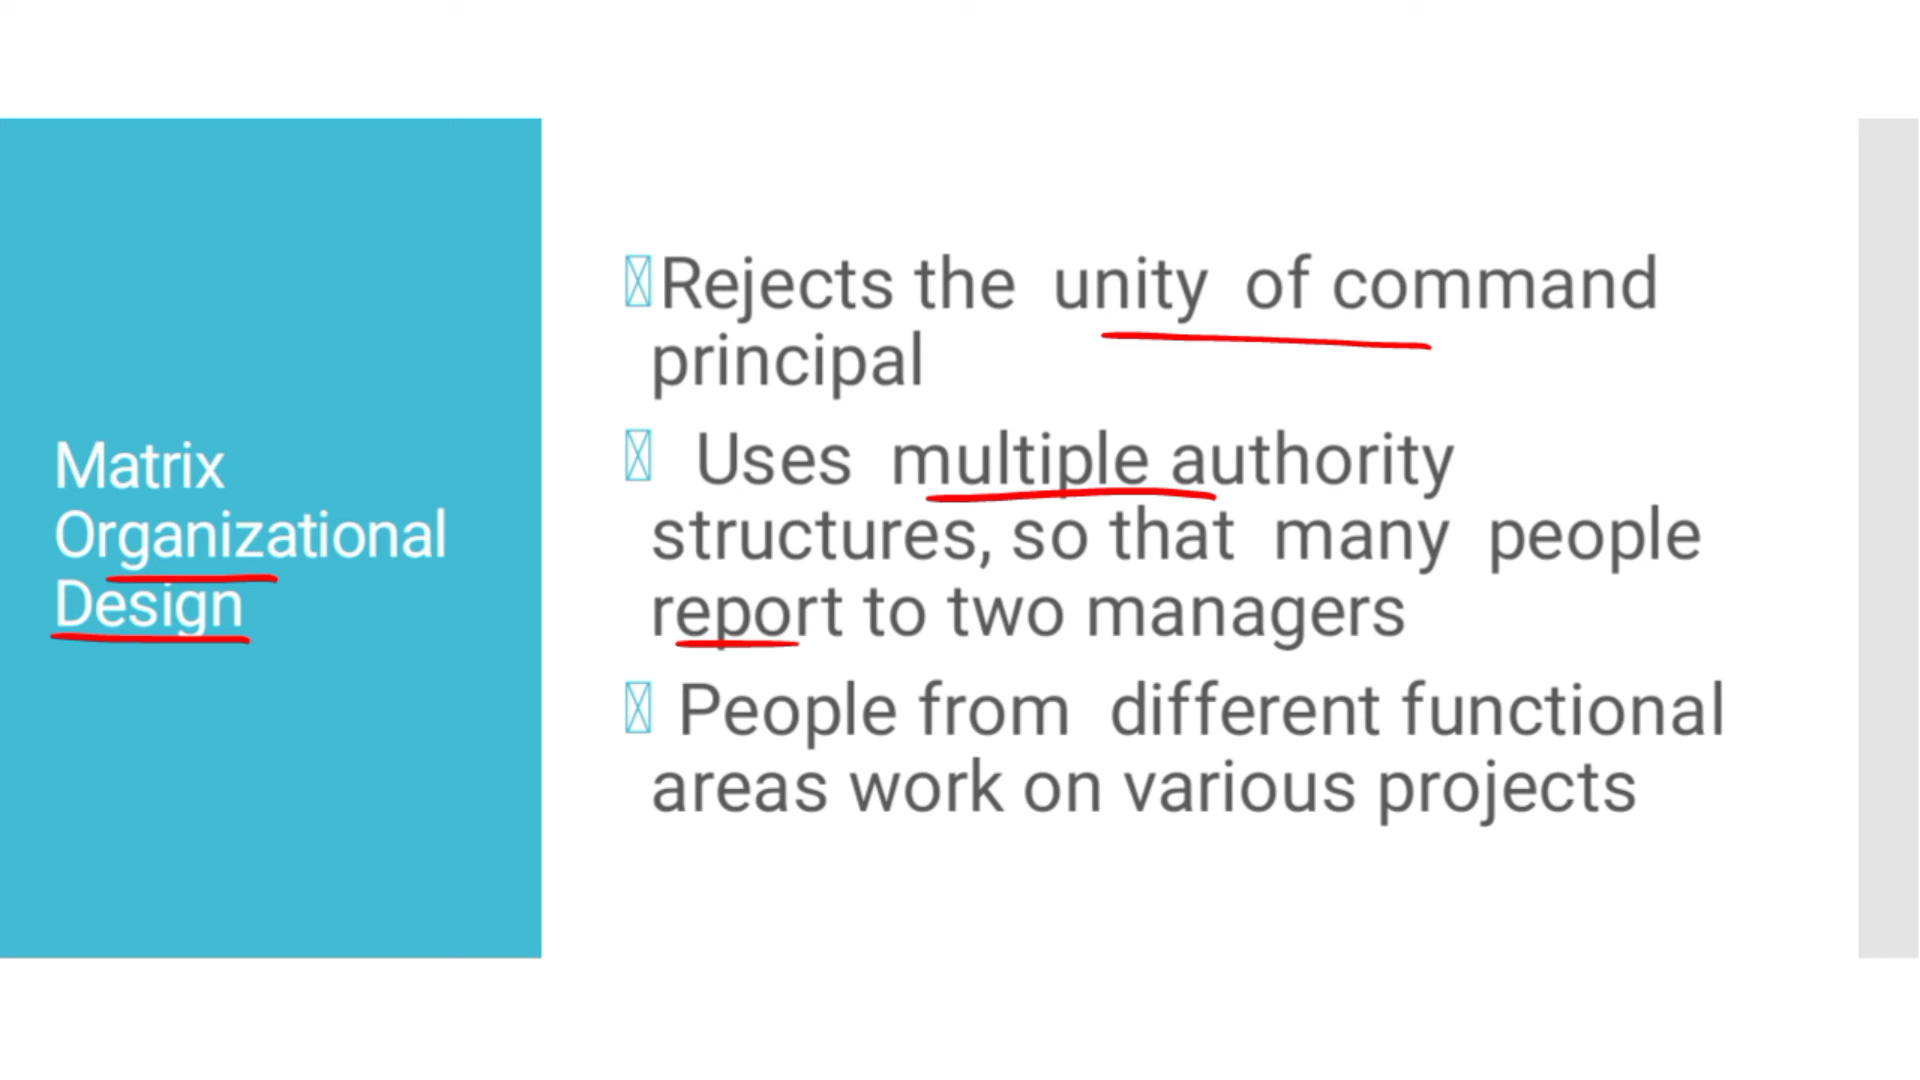 Matrix
Organizational
Design
Rejects the unity of command
principal
Uses multiple authority
structures, so that many people
report to two managers
People from different functional
areas work on various projects